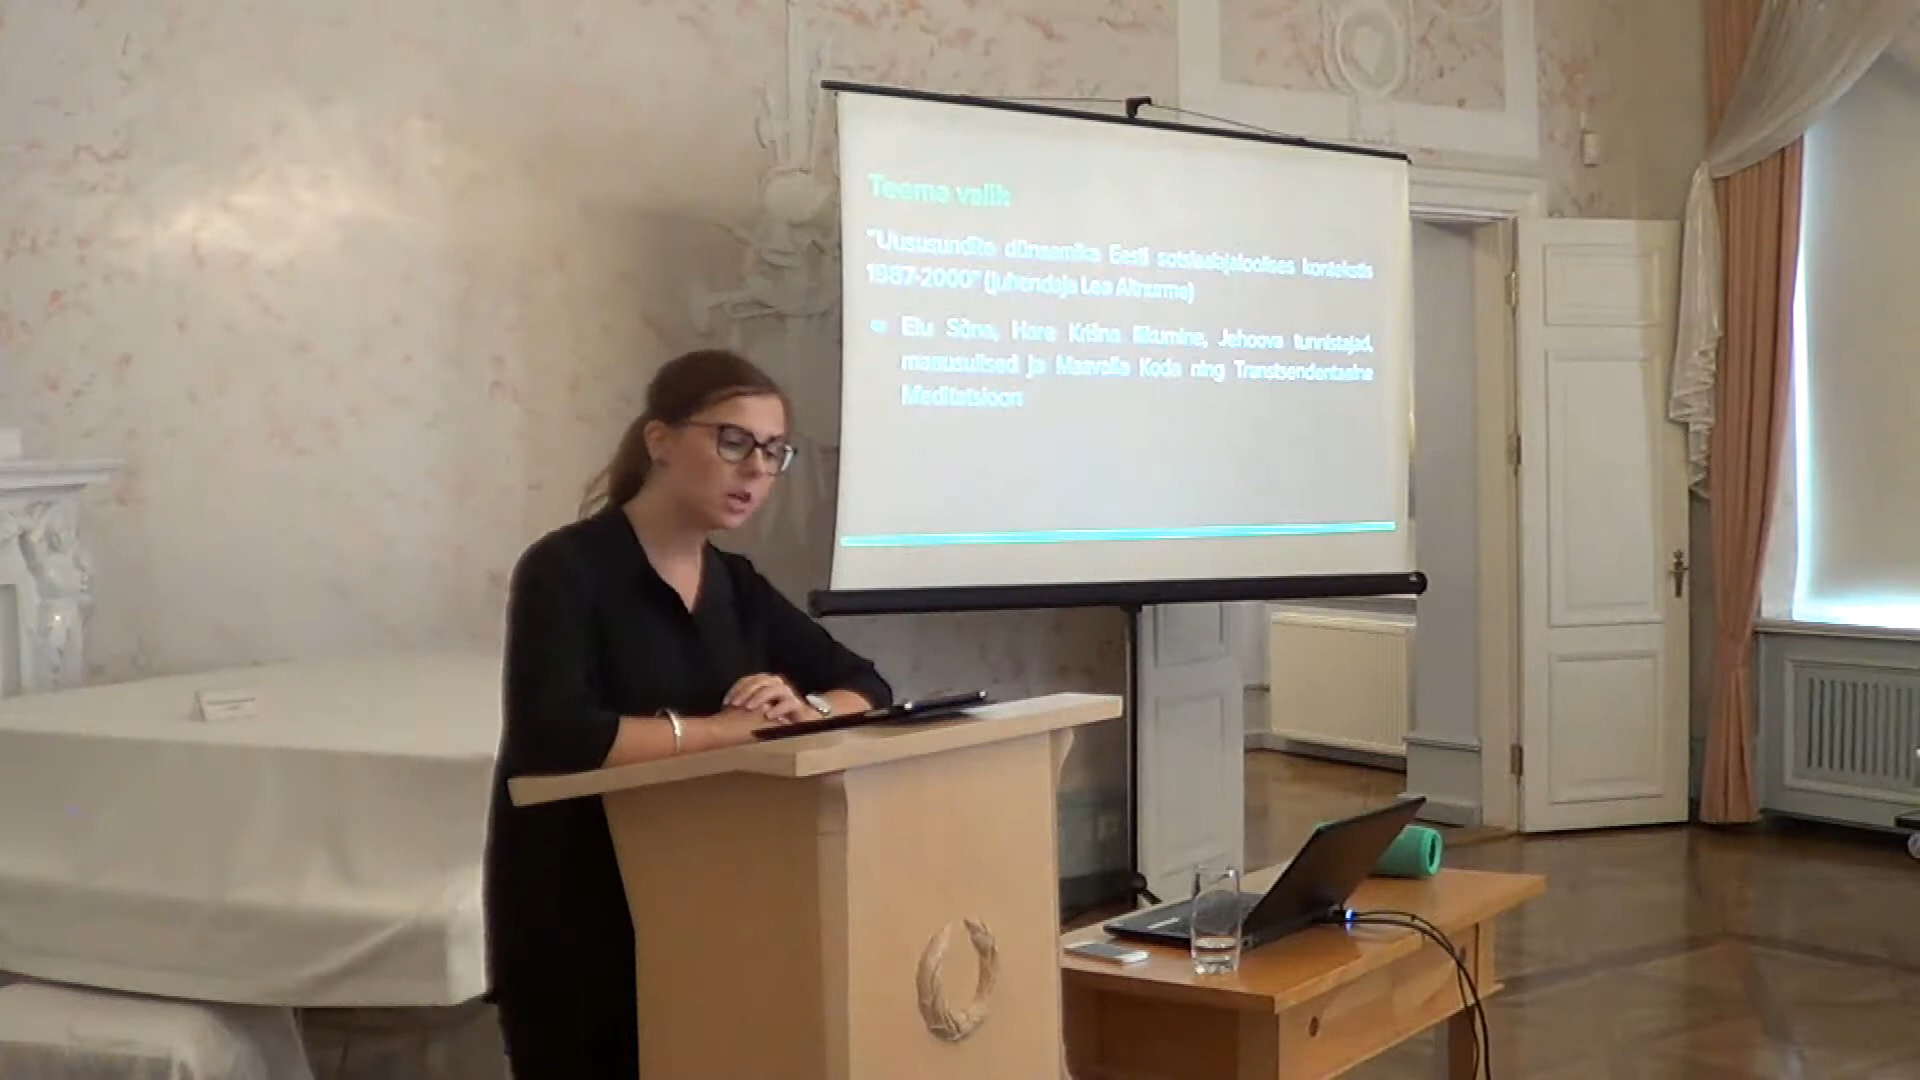 Teema valik
"Uususundite dünaamika Eesti sotsiaalajaloolises kontekstis
1987-2000" (juhendaja Lea Altnurme)
Elu Sõna, Hare Krišna liikumine, Jehoova tunnistajad,
maausulised ja Maavalla Koda ning Transtsendentaalne
Meditatsioon